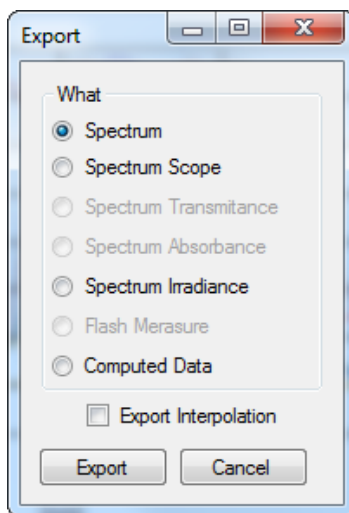 Export
What
Spectrum
Spectrum Scope
Spectrum Transmitance
Spectrum Absorbance
Spectrum Irradiance
Flash Merasure
Computed Data
Export Interpolation
Export
Cancel